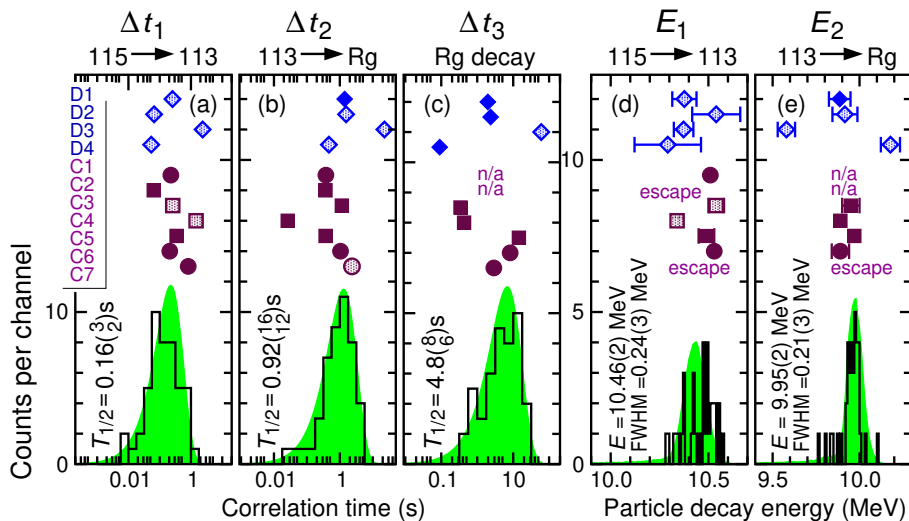 Δt1 Δt2 Δt3 E1 E2
115 → 113 113 → Rg Rg decay 115 → 113 113 → Rg
(a) (b) (c) (d) (e)
D1
D2
D3
D4
C1
C2
C3
C4
C5
C6
C7
n/a
n/a
escape
escape
n/a
n/a
escape
Counts per channel
10
0
10
5
0
T1/2 = 0.16(3 2)s
T1/2 = 0.92(16 12)s
T1/2 = 4.8(8 6)s
E =10.46(2) MeV
FWHM =0.24(3) MeV
E = 9.95(2) MeV
FWHM =0.21(3) MeV
0.01 1 0.01 1 0.1 10 10.0 10.5 9.5 10.0
Correlation time (s) Particle decay energy (MeV)